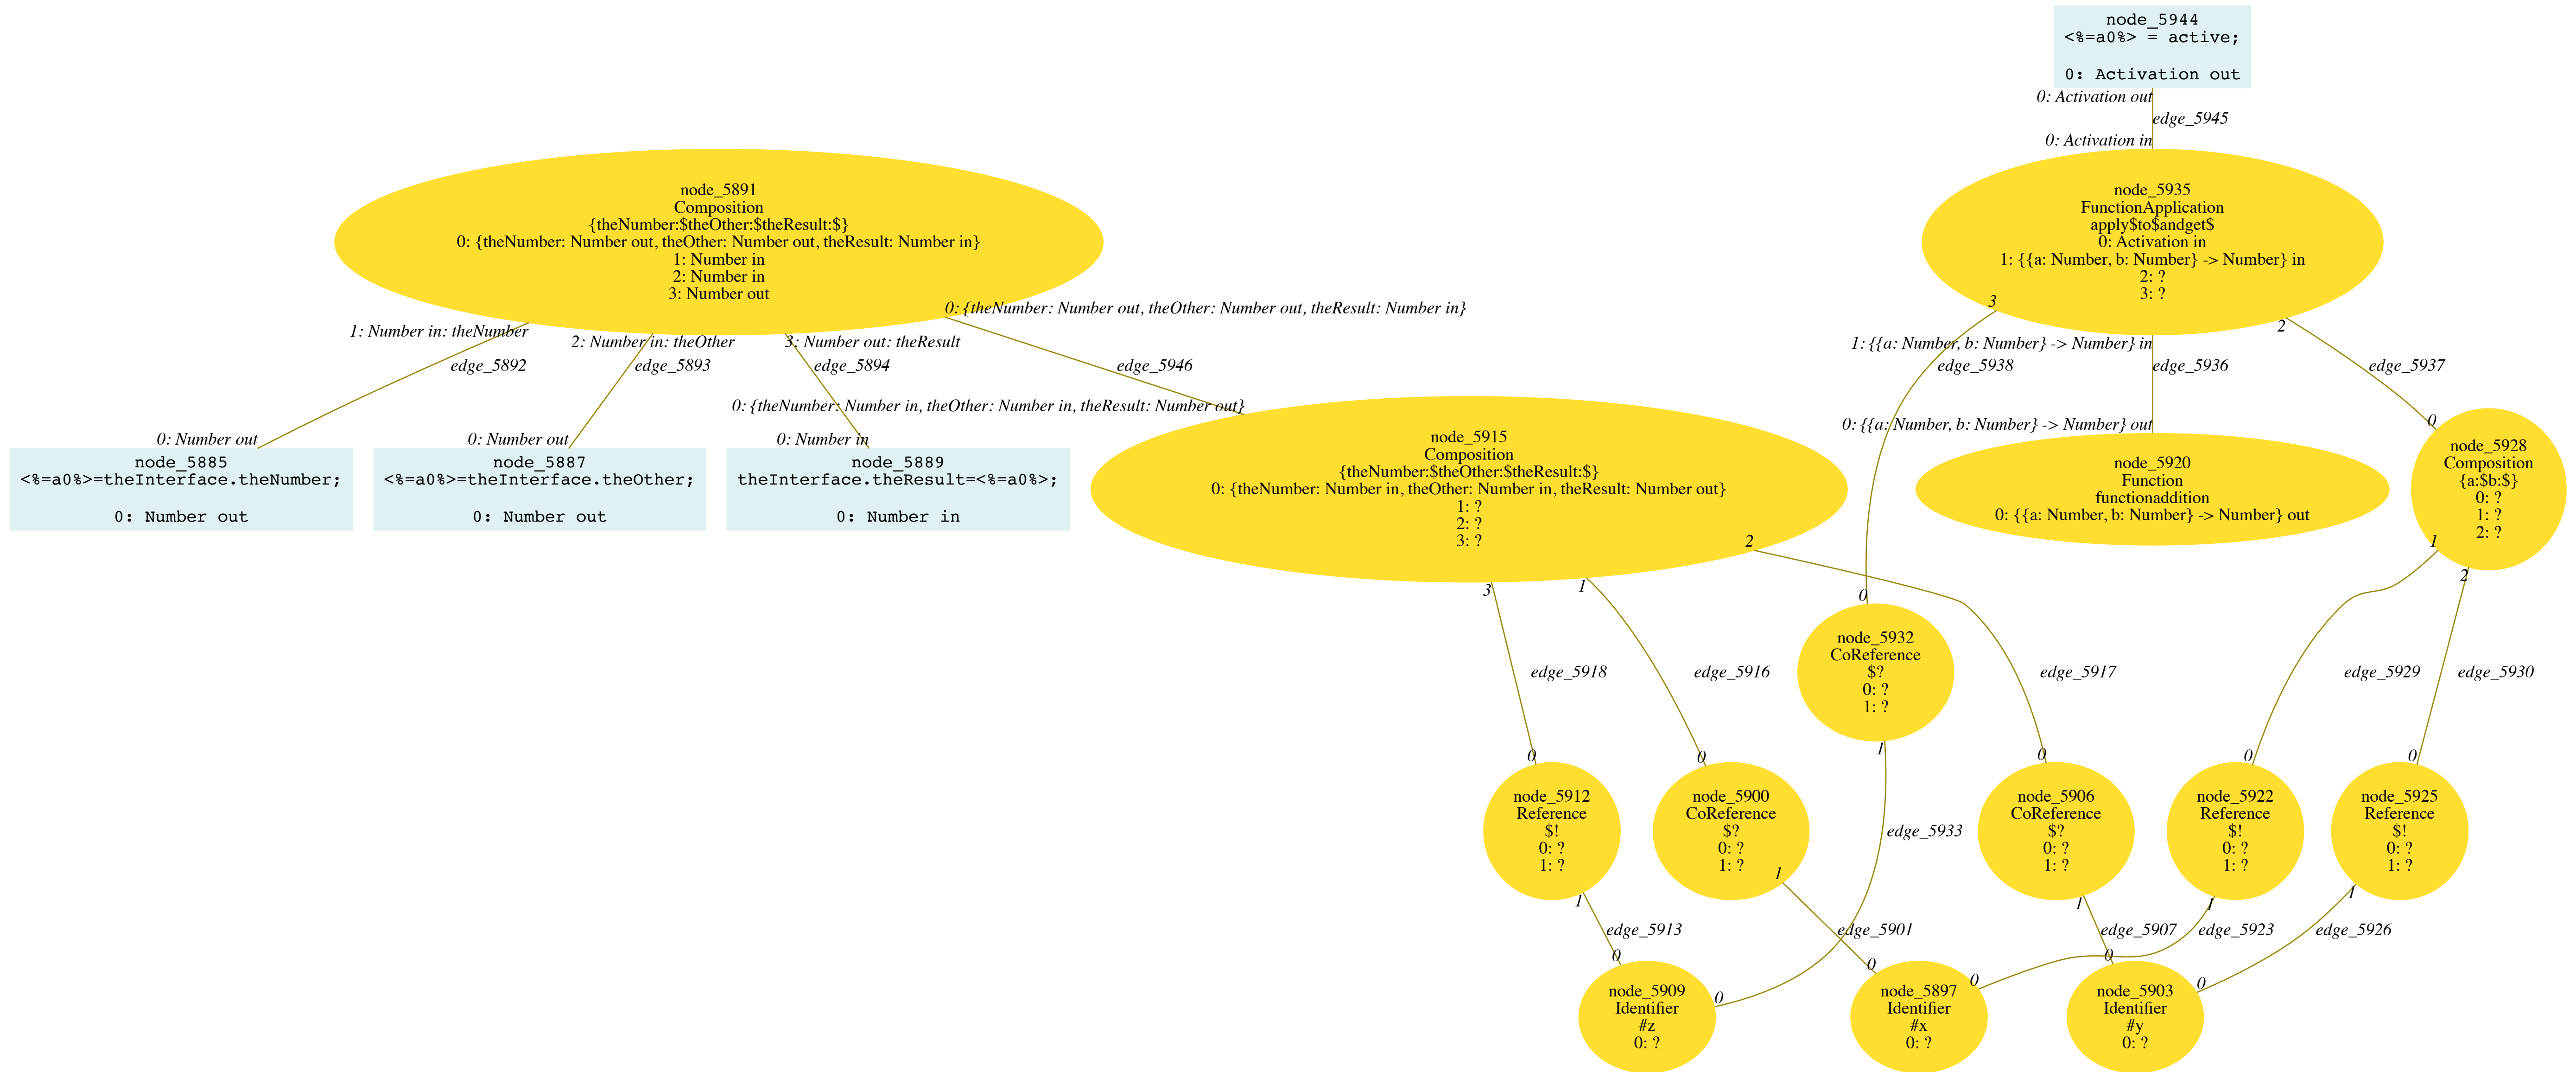 node_5944
<%=a0%> = active;
0: Activation out
0: Activation out
edge_5945
0: Activation in
node_5891
Composition
{theNumber:$theOther:$theResult:$}
0: {theNumber: Number out, theOther: Number out, theResult: Number in}
1: Number in
2: Number in
3: Number out
node_5935
FunctionApplication
apply$to$andget$
0: Activation in
1: {{a: Number, b: Number} -> Number} in
2: ?
3: ?
0: {theNumber: Number out, theOther: Number out, theResult: Number in}
3
2
1: Number in: theNumber
2: Number in: theOther
3: Number out: theResult
1: {{a: Number, b: Number} -> Number} in
edge_5892
edge_5893
edge_5894
edge_5946
edge_5938
edge_5936
edge_5937
0: {theNumber: Number in, theOther: Number in, theResult: Number out}
0: {{a: Number, b: Number} -> Number} out
0
0: Number out
0: Number out
0: Number in
node_5885
<%=a0%>=theInterface.theNumber;
0: Number out
node_5887
<%=a0%>=theInterface.theOther;
0: Number out
node_5889
theInterface.theResult=<%=a0%>;
0: Number in
node_5915
Composition
{theNumber:$theOther:$theResult:$}
0: {theNumber: Number in, theOther: Number in, theResult: Number out}
1: ?
2: ?
3: ?
node_5920
Function
functionaddition
0: {{a: Number, b: Number} -> Number} out
node_5928
Composition
{a:$b:$}
0: ?
1: ?
2: ?
2
1
3
1
0
2
node_5932
CoReference
$?
0: ?
1: ?
edge_5918
edge_5916
edge_5917
edge_5929
edge_5930
1
0
0
0
0
0
node_5912
Reference
$!
0: ?
1: ?
node_5900
CoReference
$?
0: ?
1: ?
edge_5933
node_5906
CoReference
$?
0: ?
1: ?
node_5922
Reference
$!
0: ?
1: ?
node_5925
Reference
$!
0: ?
1: ?
1
1
1
1
1
edge_5913
edge_5901
edge_5907
edge_5923
edge_5926
0
0
0
0
0
0
node_5909
Identifier
#z
0: ?
node_5897
Identifier
#x
0: ?
node_5903
Identifier
#y
0: ?